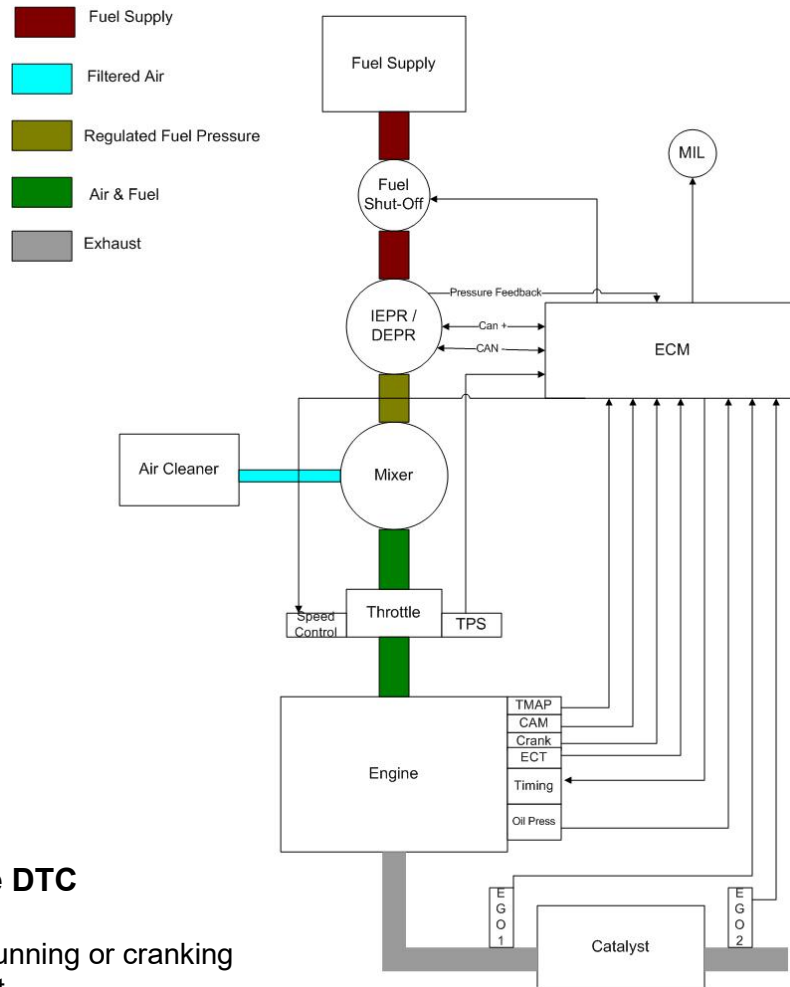 Fuel Supply
Filtered Air
Regulated Fuel Pressure
Air & Fuel
Exhaust
Fuel Supply
Fuel
Shut-Off
MIL
IEPR /
DEPR
Pressure Feedback
Can +
CAN -
ECM
Air Cleaner
Mixer
Speed
Control
Throttle
TPS
Engine
TMAP
CAM
Crank
ECT
Timing
Oil Press
E
G
O
1
Catalyst
E
G
O
2
DTC
unning or cranking